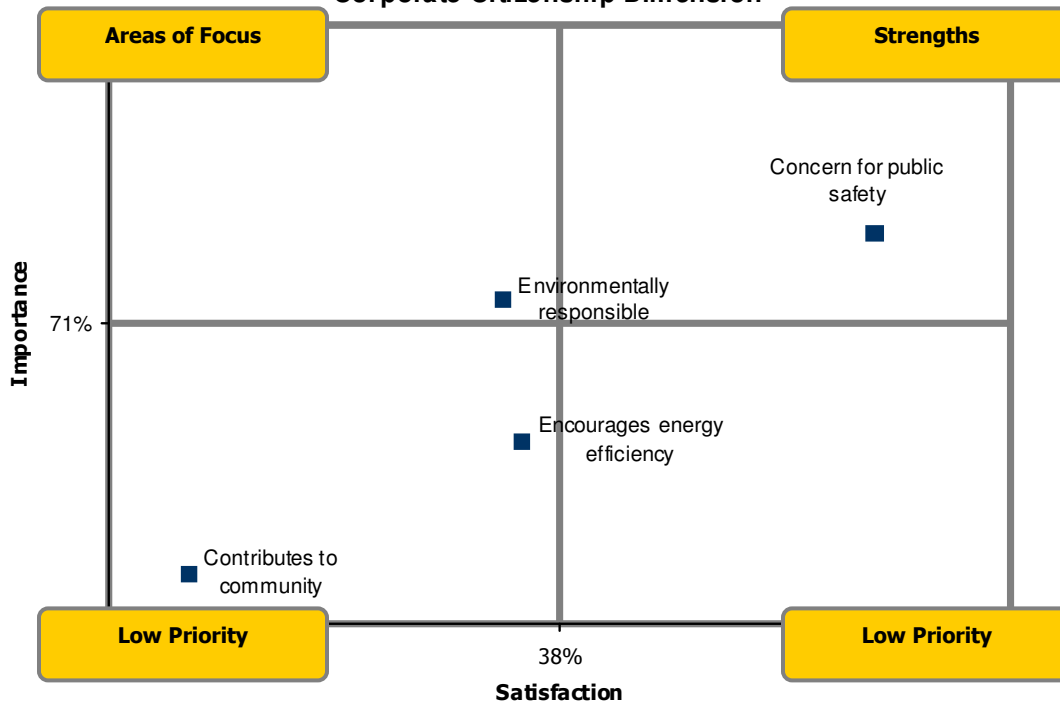 Areas of Focus
Strengths
Concern for public
safety
Environmentally
responsible
71%
Importance
Encourages energy
efficiency
Contributes to
community
Low Priority
Low Priority
38%
Satisfaction